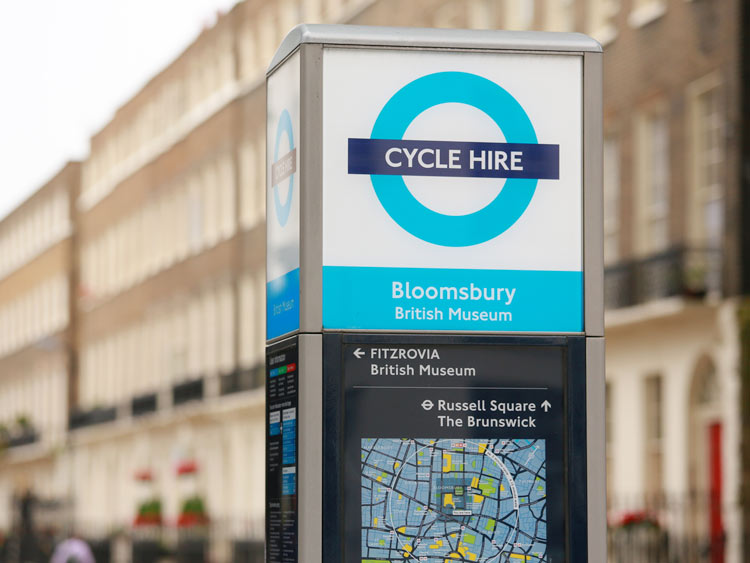 CYCLE HIRE
Bloomsbury
British Museum
← FITZROVIA
British Museum
Russell Square ↑
The Brunswick